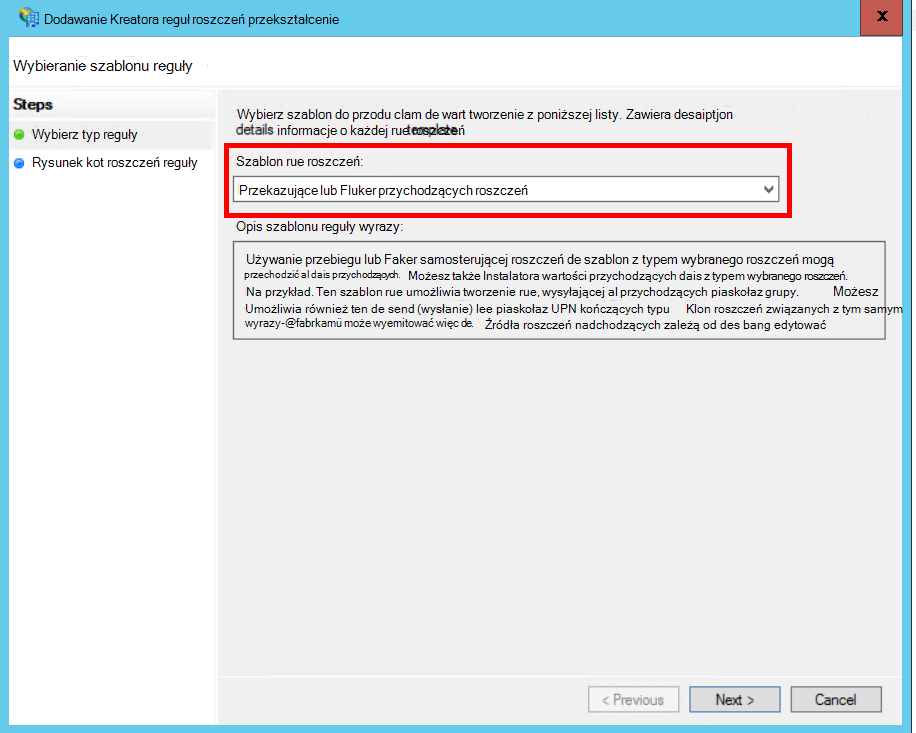 Dodawanie Kreatora reguł roszczeń przekształcenie
x
Wybieranie szablonu reguły
Steps
Wybierz typ reguły
Rysunek kot roszczeń reguły
Wybierz szablon do przodu clam de wart tworzenie z poniższej listy. Zawiera desaiptjon
details informacje o każdej rue roszczeń
Szablon rue roszczeń:
Przekazujące lub Fluker przychodzących roszczeń
Opis szablonu reguły wyrazy:
Używanie przebiegu lub Faker samosterującej roszczeń de szablon z typem wybranego roszczeń mogą
przechodzić al dais przychodzących. Możesz także Instalatora wartości przychodzących dais z typem wybranego roszczeń.
Na przykład. Ten szablon rue umożliwia tworzenie rue, wysyłającej al przychodzących piaskołaz grupy. Możesz
Umożliwia również ten de send (wysłanie) lee piaskołaz UPN kończących typu Klon roszczeń związanych z tym samym
wyrazy-@fabrkamü może wyemitować więc de. Źródła roszczeń nadchodzących zależą od des bang edytować
< Previous
Next >
Cancel